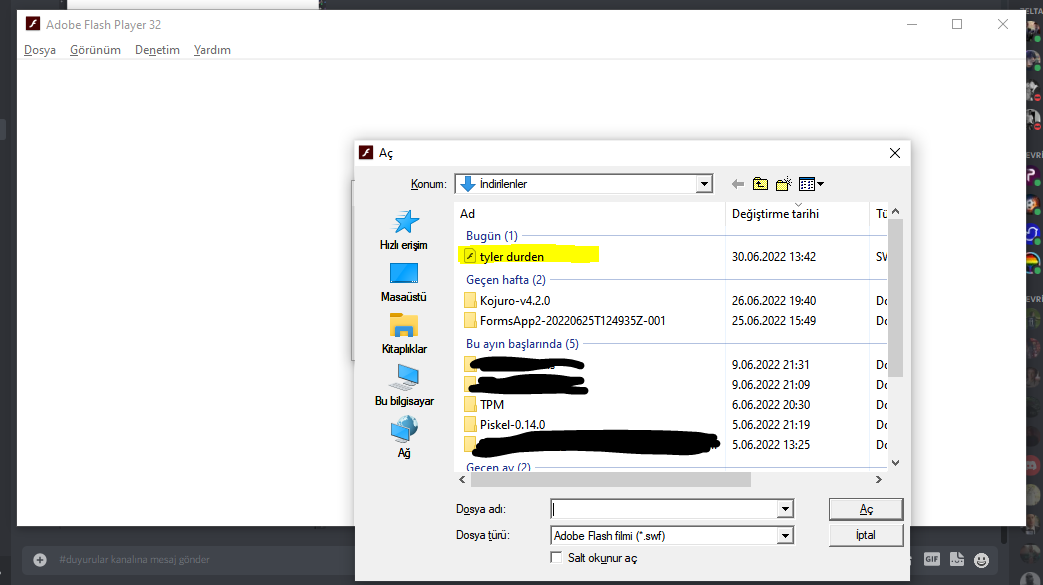 ELTA
Adobe Flash Player 32
Dosya Görünüm Denetim Yardım
Aç
Konum: İndirilenler
Ad Değiştirme tarihi Tü
Bugün (1)
tyler durden 30.06.2022 13:42 SV
Geçen hafta (2)
Kojuro-v4.2.0 26.06.2022 19:40 Do
FormsApp2-20220625T124935Z-001 25.06.2022 15:49 Do
Bu ayın başlarında (5)
9.06.2022 21:31 Do
9.06.2022 21:09 Do
TPM 6.06.2022 20:30 Do
Piskel-0.14.0 5.06.2022 21:19 Do
5.06.2022 13:25 Do
Geçen ay (2)
Hızlı erişim
Masaüstü
Kitaplıklar
Bu bilgisayar
Ağ
Dosya adı: Aç
Dosya türü: Adobe Flash filmi (*.swf) İptal
Salt okunur aç
#duyurular kanalına mesaj gönder
GIF
EVRİ
EVRİ